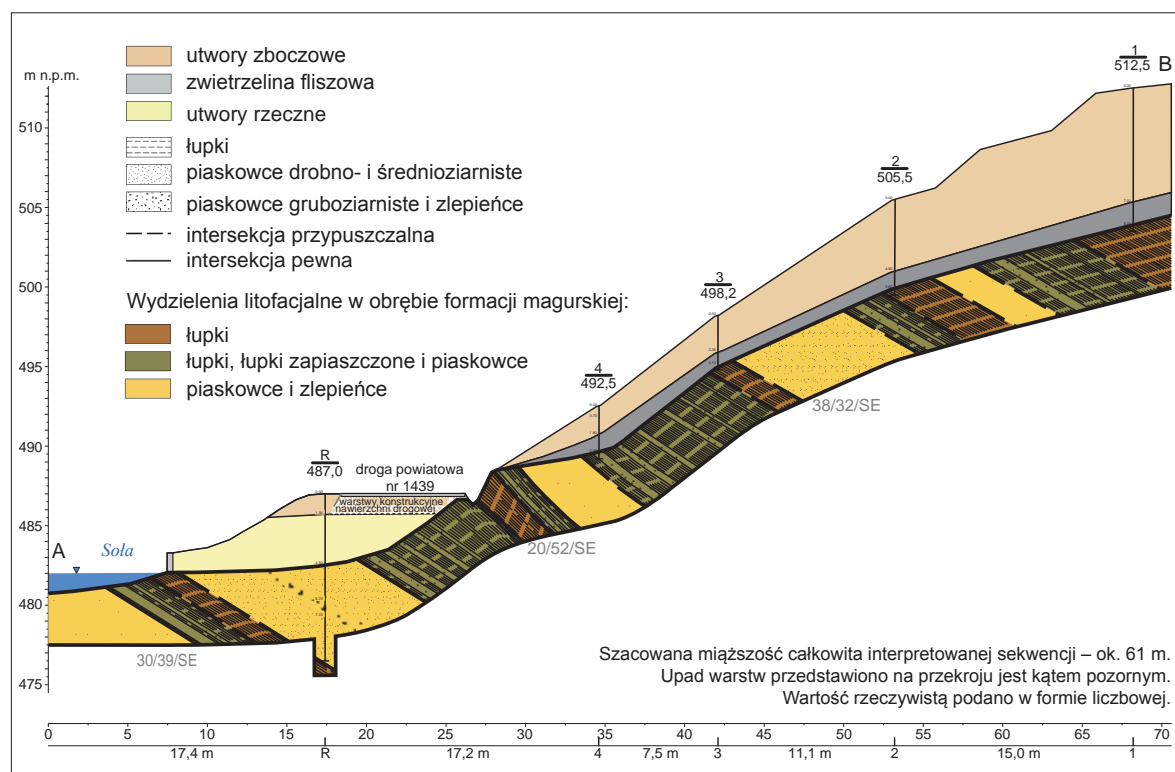 utwory zboczowe
zwietrzelina fliszowa
utwory rzeczne
łupki
piaskowce drobno- i średnioziarniste
piaskowce gruboziarniste i zlepieńce
intersekcja przypuszczalna
intersekcja pewna
Wydzielenia litofacjalne w obrębie formacji magurskiej:
łupki
łupki, łupki zapiaszczone i piaskowce
piaskowce i zlepieńce
m n.p.m.
510
505
500
495
490
485
480
475
1
512,5
B
2
505,5
3
498,2
4
492,5
R
487,0
droga powiatowa
nr 1439
warstwy konstrukcyjne
nawierzchni drogowej
A
Soła
38/32/SE
20/52/SE
30/39/SE
Szacowana miąższość całkowita interpretowanej sekwencji – ok. 61 m.
Upad warstw przedstawiono na przekroju jest kątem pozornym.
Wartość rzeczywistą podano w formie liczbowej.
0 5 10 15 20 25 30 35 40 45 50 55 60 65 70
17,4 m R 17,2 m 4 7,5 m 3 11,1 m 2 15,0 m 1